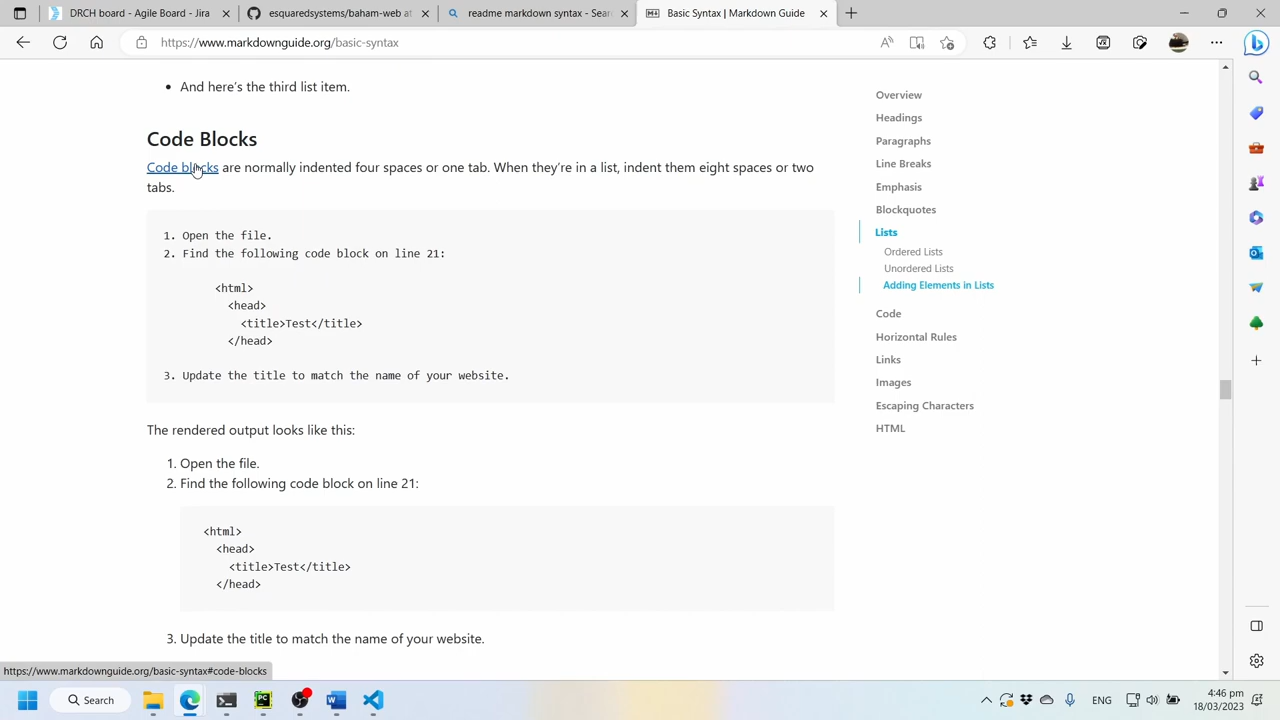 DRCH board - Agile Board - Jira
esquaredsystems/baham-web at
readme markdown syntax - Sear
Basic Syntax | Markdown Guide
https://www.markdownguide.org/basic-syntax
And here's the third list item.
Code Blocks
Code blocks are normally indented four spaces or one tab. When they're in a list, indent them eight spaces or two
tabs.
1. Open the file.
2. Find the following code block on line 21:
<html>
<head>
<title>Test</title>
</head>
3. Update the title to match the name of your website.
The rendered output looks like this:
1. Open the file.
2. Find the following code block on line 21:
<html>
<head>
<title>Test</title>
</head>
3. Update the title to match the name of your website.
Overview
Headings
Paragraphs
Line Breaks
Emphasis
Blockquotes
Lists
Ordered Lists
Unordered Lists
Adding Elements in Lists
Code
Horizontal Rules
Links
Images
Escaping Characters
HTML
https://www.markdownguide.org/basic-syntax#code-blocks
Search
ENG
4:46 pm
18/03/2023